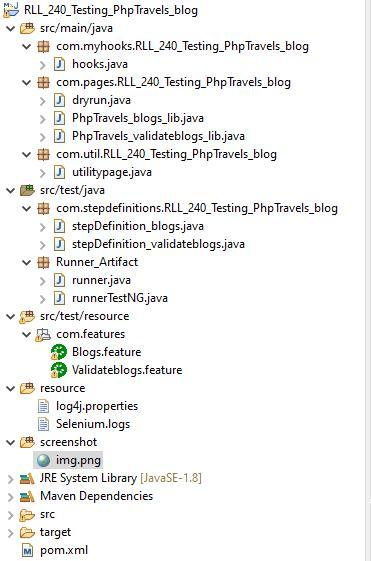 RLL_240_Testing_PhpTravels_blog
src/main/java
com.myhooks.RLL_240_Testing_PhpTravels_blog
hooks.java
com.pages.RLL_240_Testing_PhpTravels_blog
dryrun.java
PhpTravels_blogs_lib.java
PhpTravels_validateblogs_lib.java
com.util.RLL_240_Testing_PhpTravels_blog
utilitypage.java
src/test/java
com.stepdefinitions.RLL_240_Testing_PhpTravels_blog
stepDefinition_blogs.java
stepDefinition_validateblogs.java
Runner_Artifact
runner.java
runnerTestNG.java
src/test/resource
com.features
Blogs.feature
Validateblogs.feature
resource
log4j.properties
Selenium.logs
screenshot
img.png
JRE System Library [JavaSE-1.8]
Maven Dependencies
src
target
pom.xml